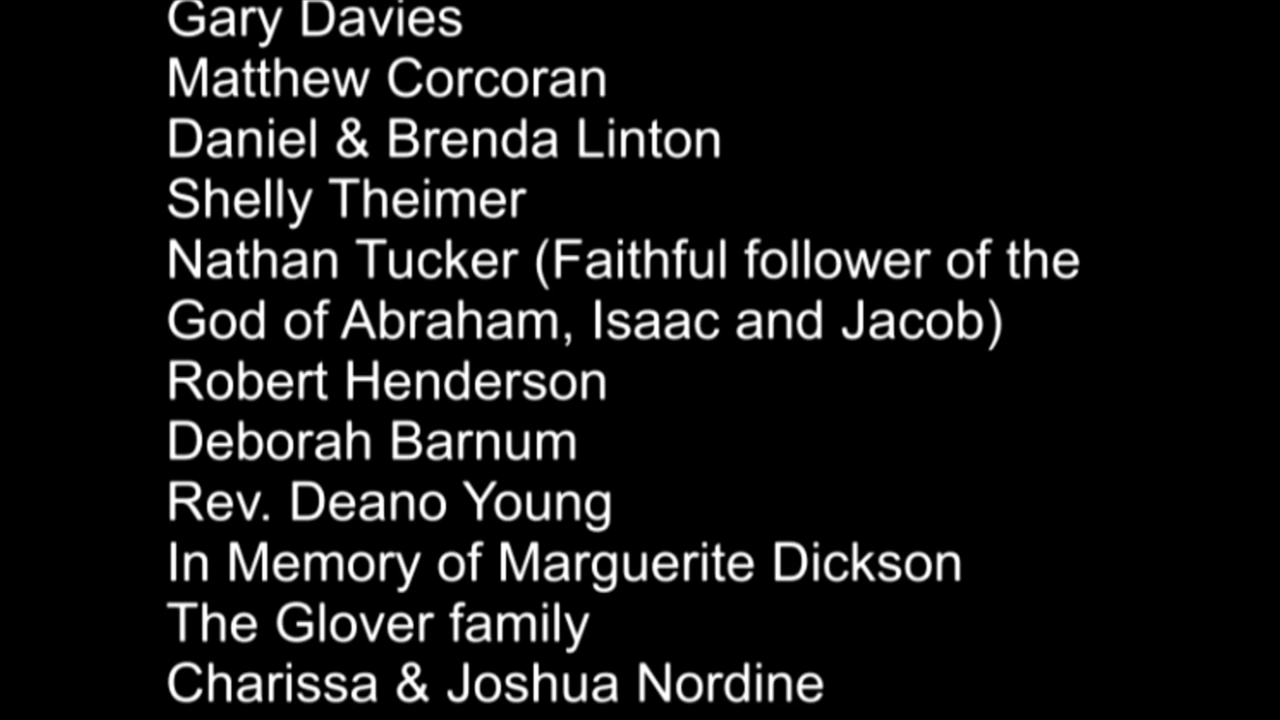 Gary Davies
Matthew Corcoran
Daniel & Brenda Linton
Shelly Theimer
Nathan Tucker (Faithful follower of the
God of Abraham, Isaac and Jacob)
Robert Henderson
Deborah Barnum
Rev. Deano Young
In Memory of Marguerite Dickson
The Glover family
Charissa & Joshua Nordine